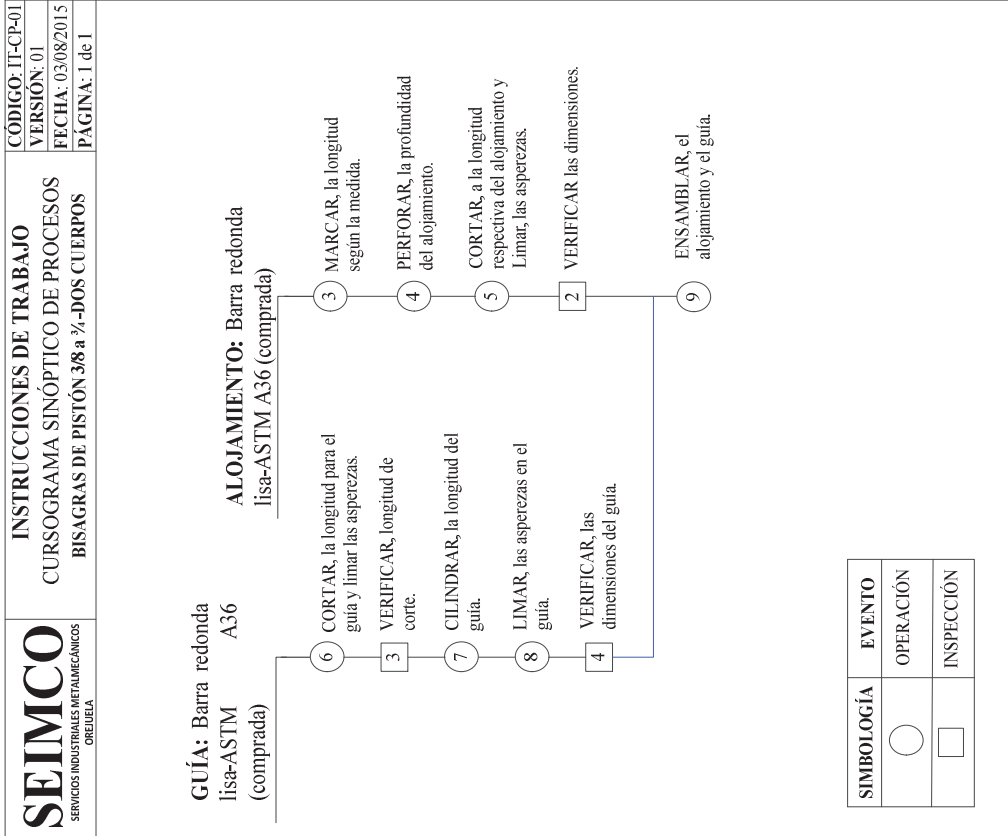 SEIMCO
SERVICIOS INDUSTRIALES METALMECÁNICOS
OREJUELA
INSTRUCCIONES DE TRABAJO
CURSOGRAMA SINÓPTICO DE PROCESOS
BISAGRAS DE PISTÓN 3/8 a ¾-DOS CUERPOS
CÓDIGO: IT-CP-01
VERSIÓN: 01
FECHA: 03/08/2015
PÁGINA: 1 de 1
GUÍA: Barra redonda
lisa-ASTM A36
(comprada)
6
CORTAR, la longitud para el
guía y limar las asperezas.
3
VERIFICAR, longitud de
corte.
7
CILINDRAR, la longitud del
guía.
8
LIMAR, las asperezas en el
guía.
4
VERIFICAR, las
dimensiones del guía.
ALOJAMIENTO: Barra redonda
lisa-ASTM A36 (comprada)
3
MARCAR, la longitud
según la medida.
4
PERFORAR, la profundidad
del alojamiento.
5
CORTAR, a la longitud
respectiva del alojamiento y
Limar, las asperezas.
2
VERIFICAR las dimensiones.
9
ENSAMBLAR, el
alojamiento y el guía.
SIMBOLOGÍA EVENTO
OPERACIÓN
INSPECCIÓN